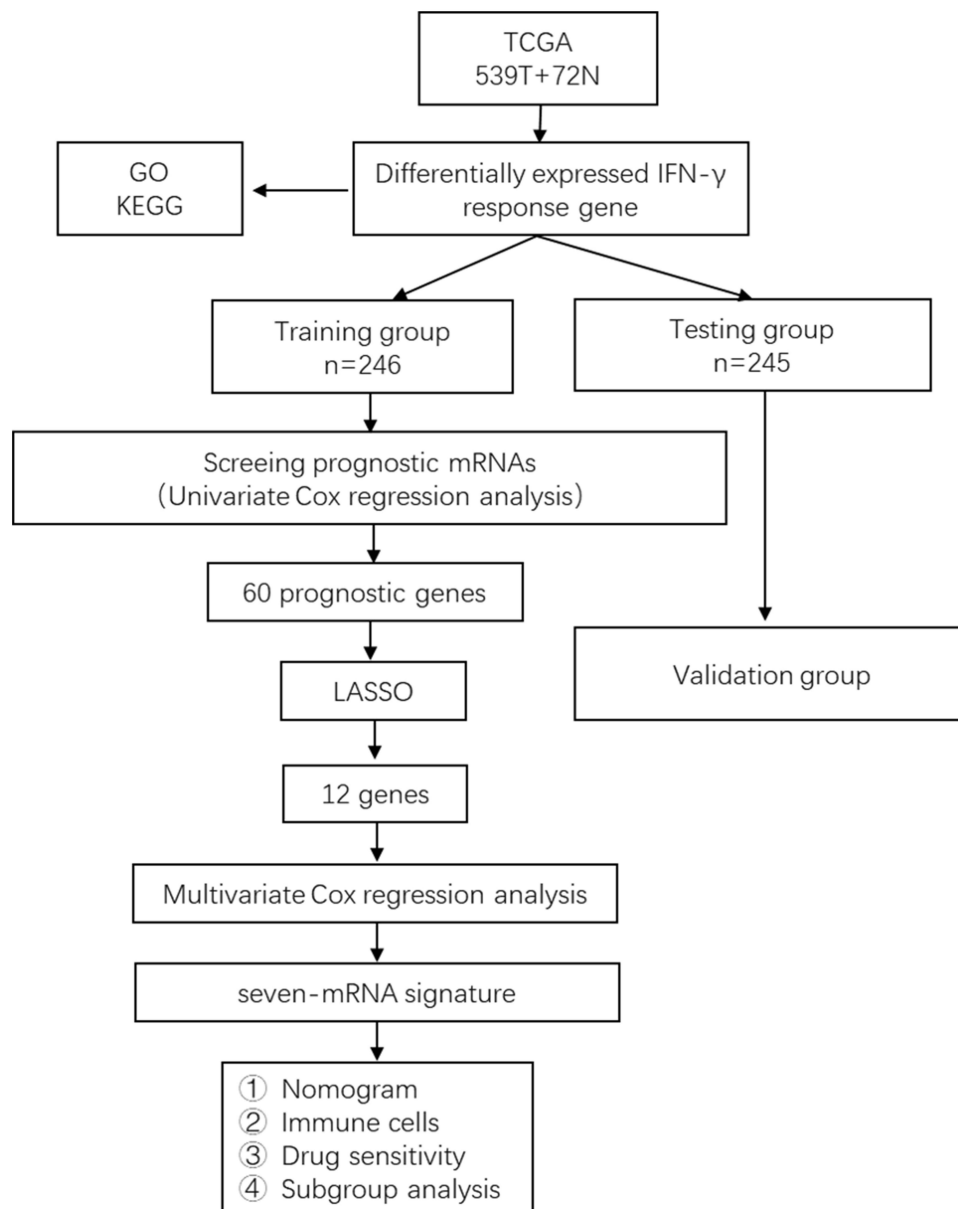 TCGA
539T+72N
GO
KEGG
Differentially expressed IFN-γ
response gene
Training group
n=246
Testing group
n=245
Screeing prognostic mRNAs
（Univariate Cox regression analysis）
60 prognostic genes
LASSO
Validation group
12 genes
Multivariate Cox regression analysis
seven-mRNA signature
① Nomogram
② Immune cells
③ Drug sensitivity
④ Subgroup analysis